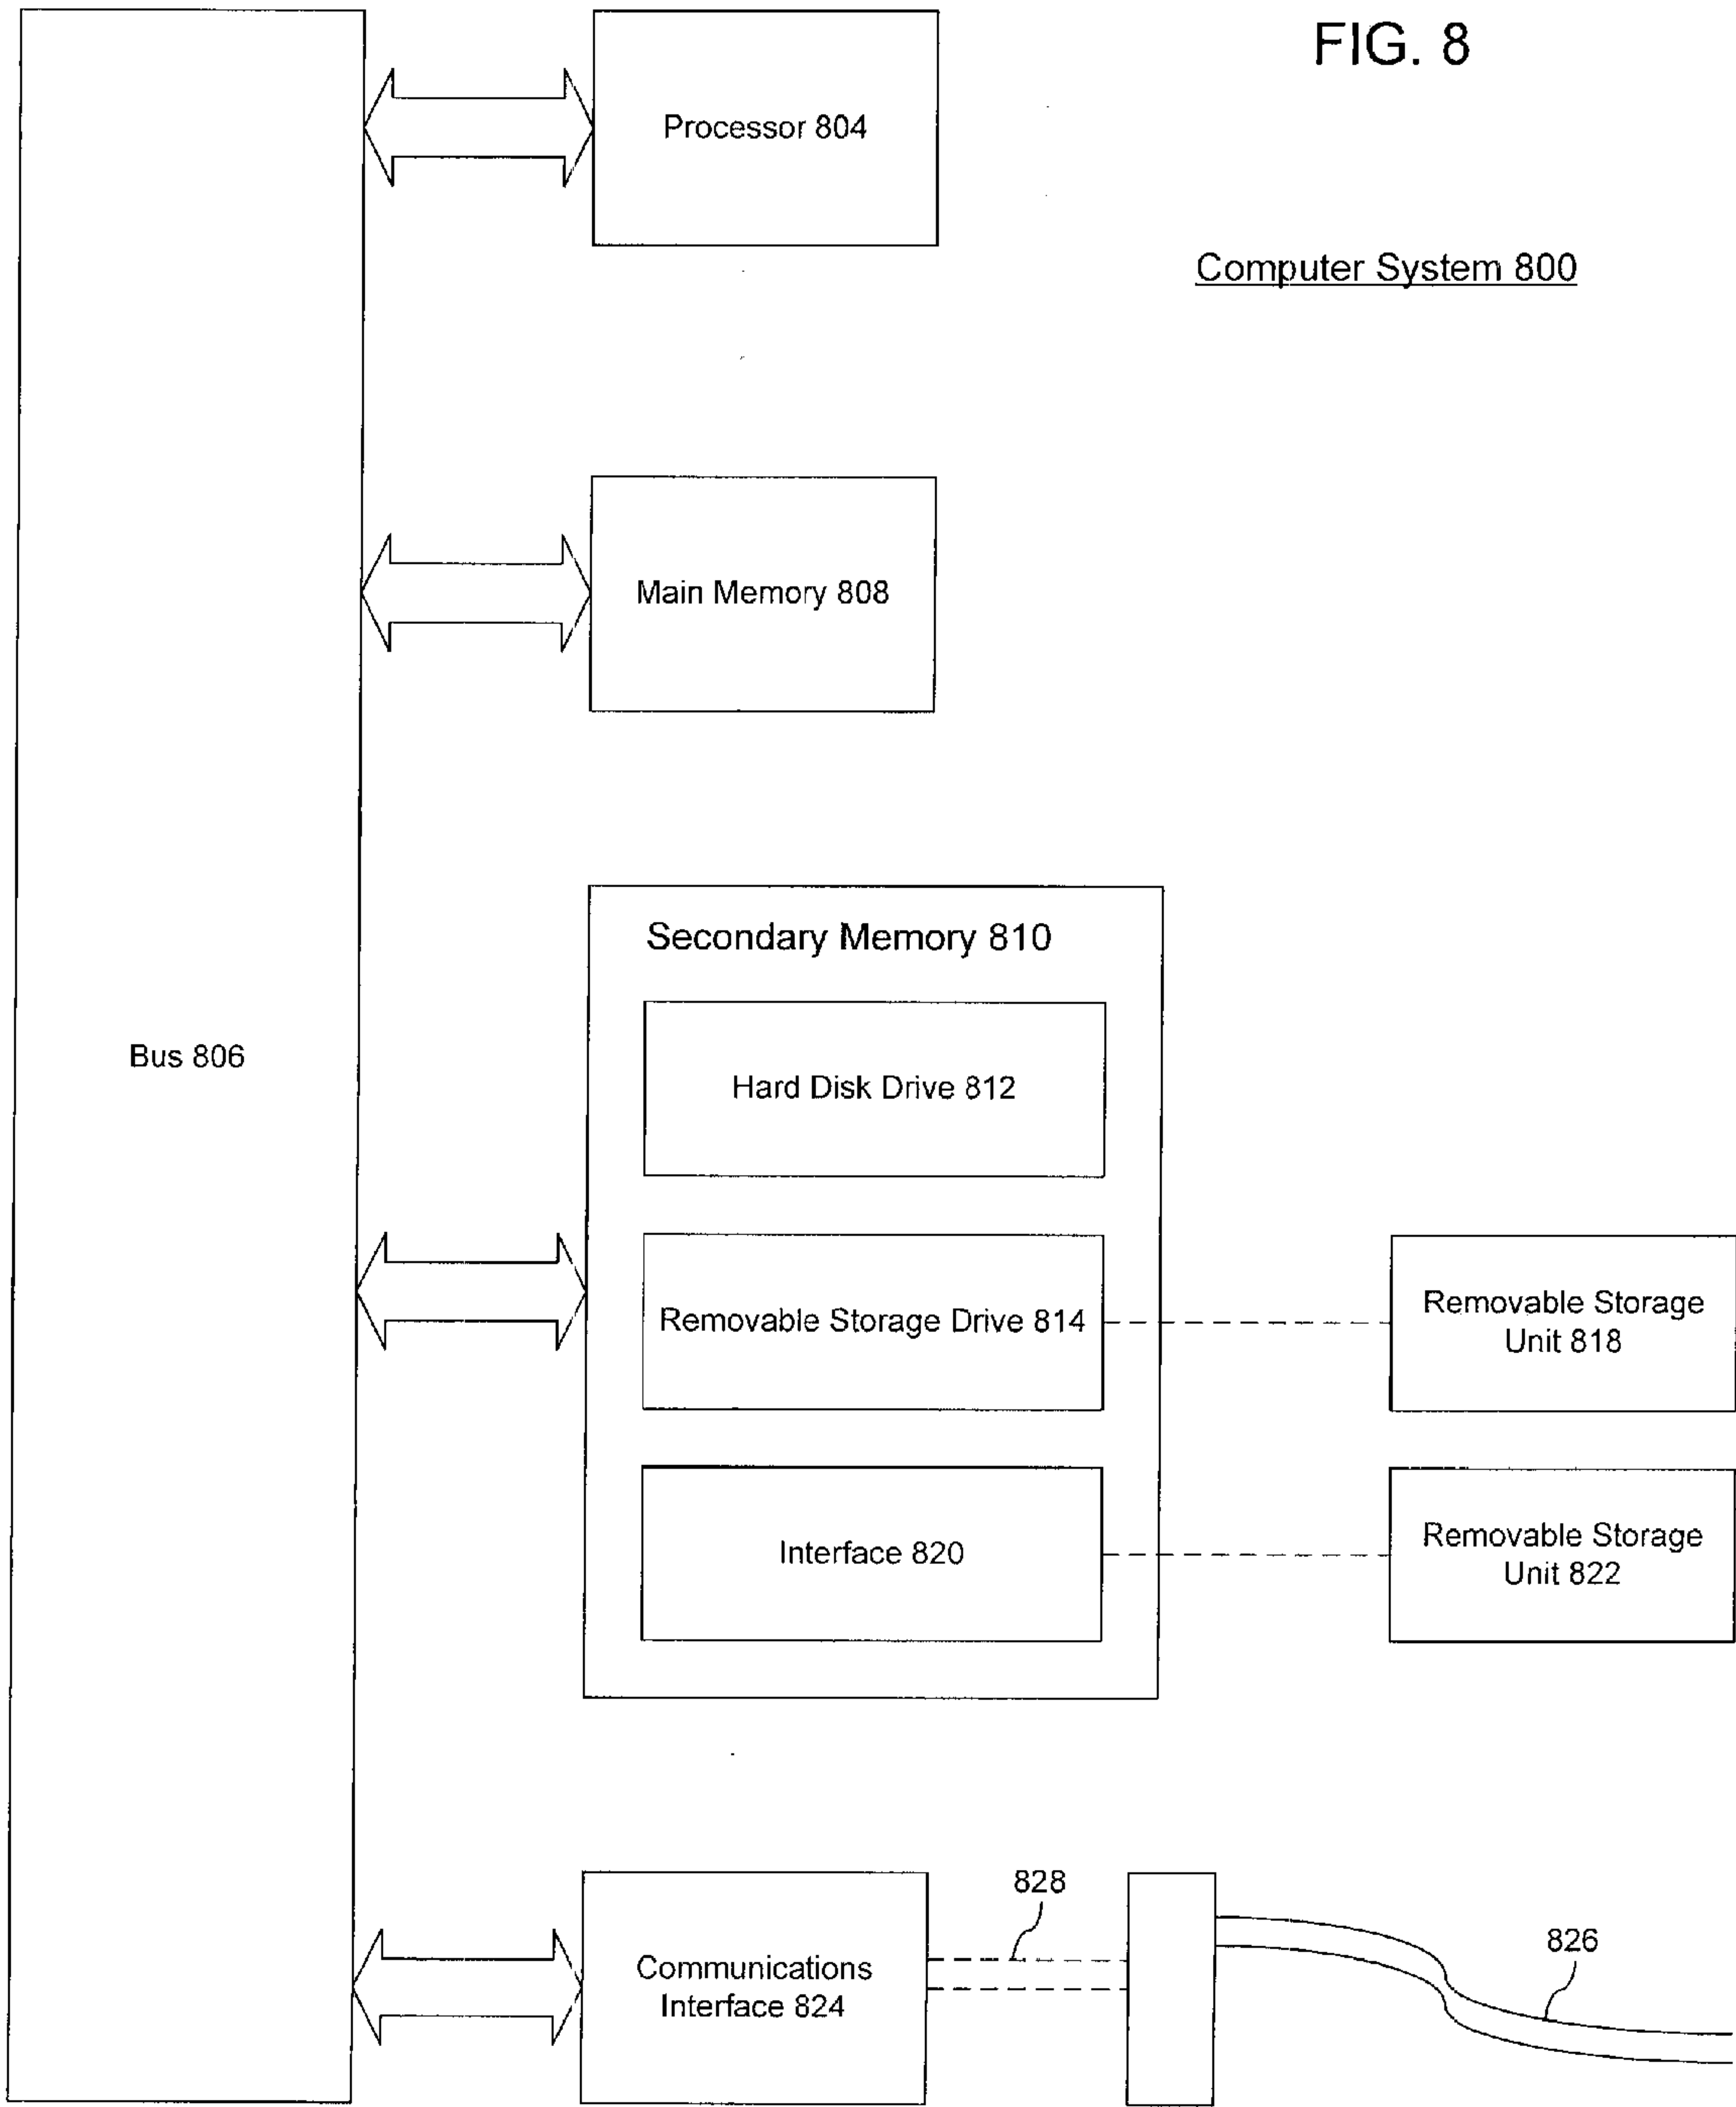 FIG. 8
Processor 804
Computer System 800
Main Memory 808
Secondary Memory 810
Bus 806
Hard Disk Drive 812
Removable Storage Drive 814
Removable Storage
Unit 818
Interface 820
Removable Storage
Unit 822
828
826
Communications
Interface 824